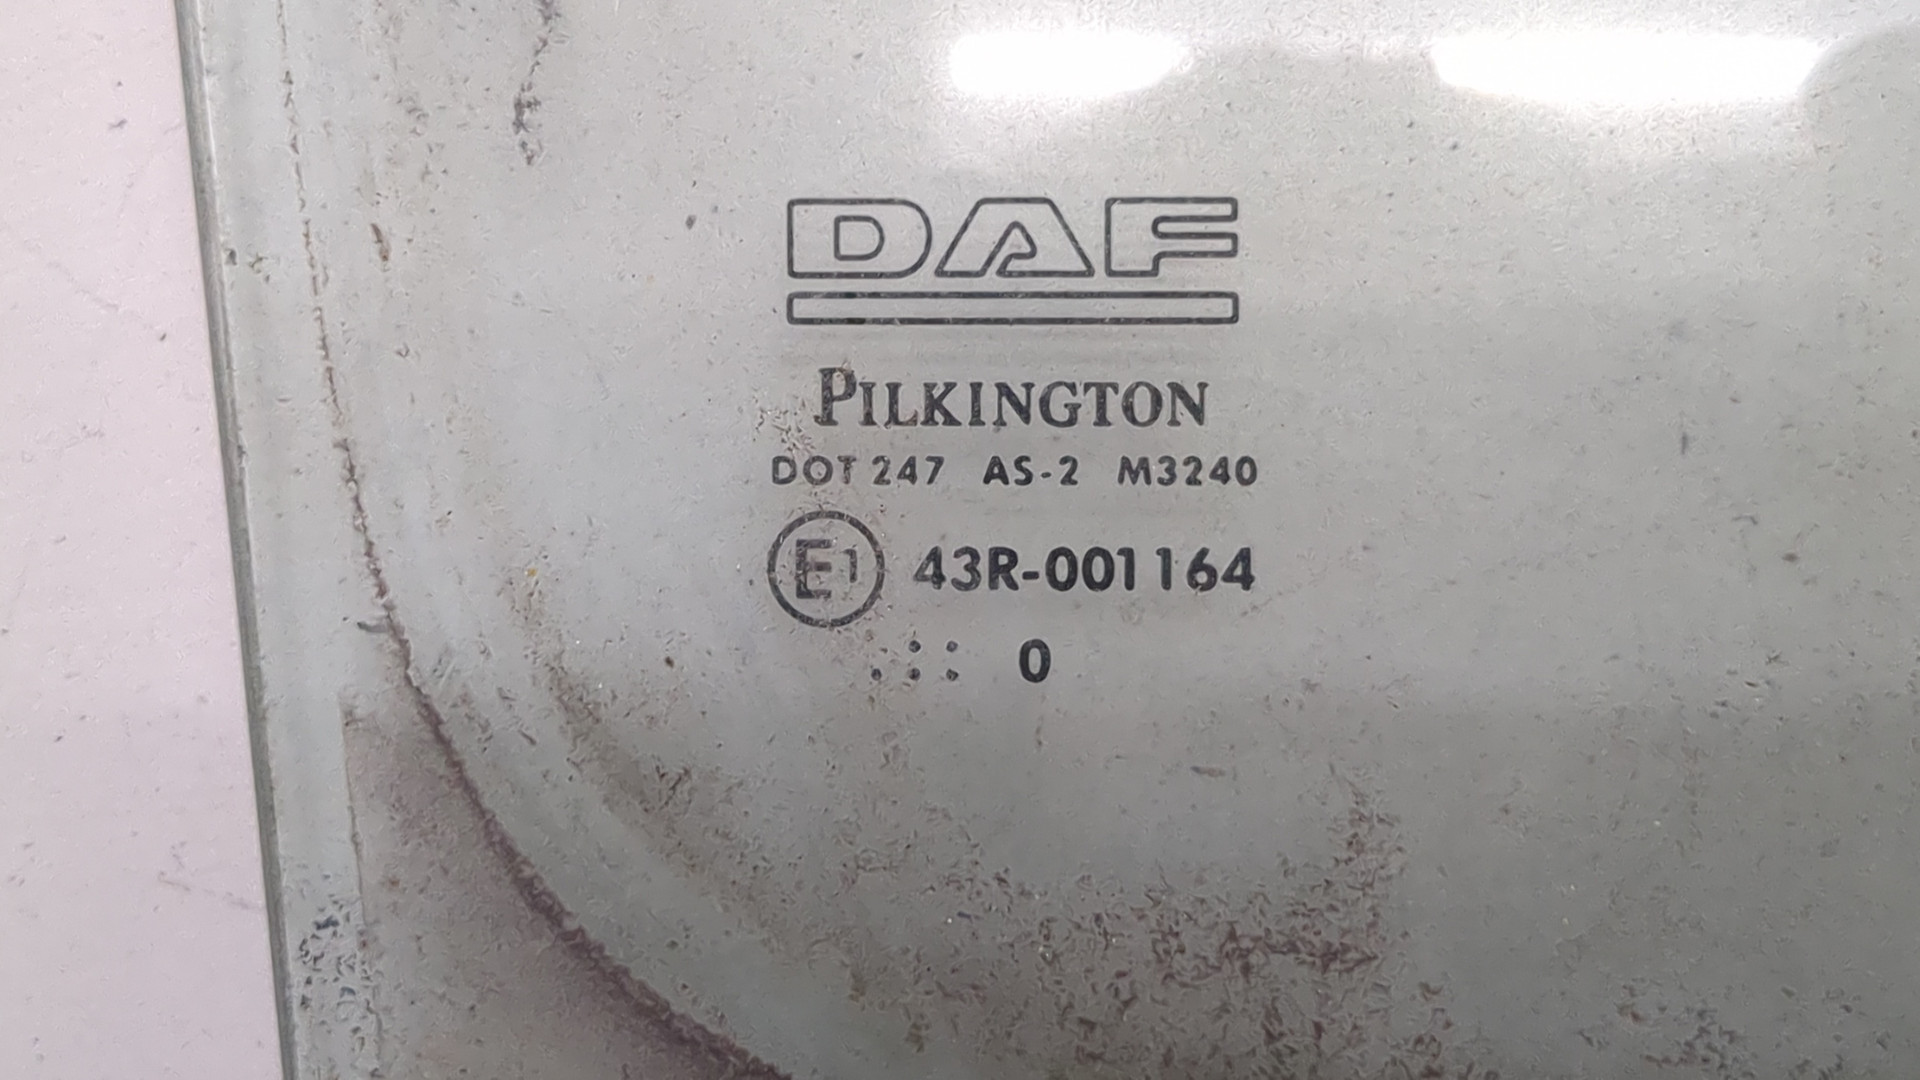 DAF
PILKINGTON
DOT 247 AS-2 M3240
E1 43R-001164
0